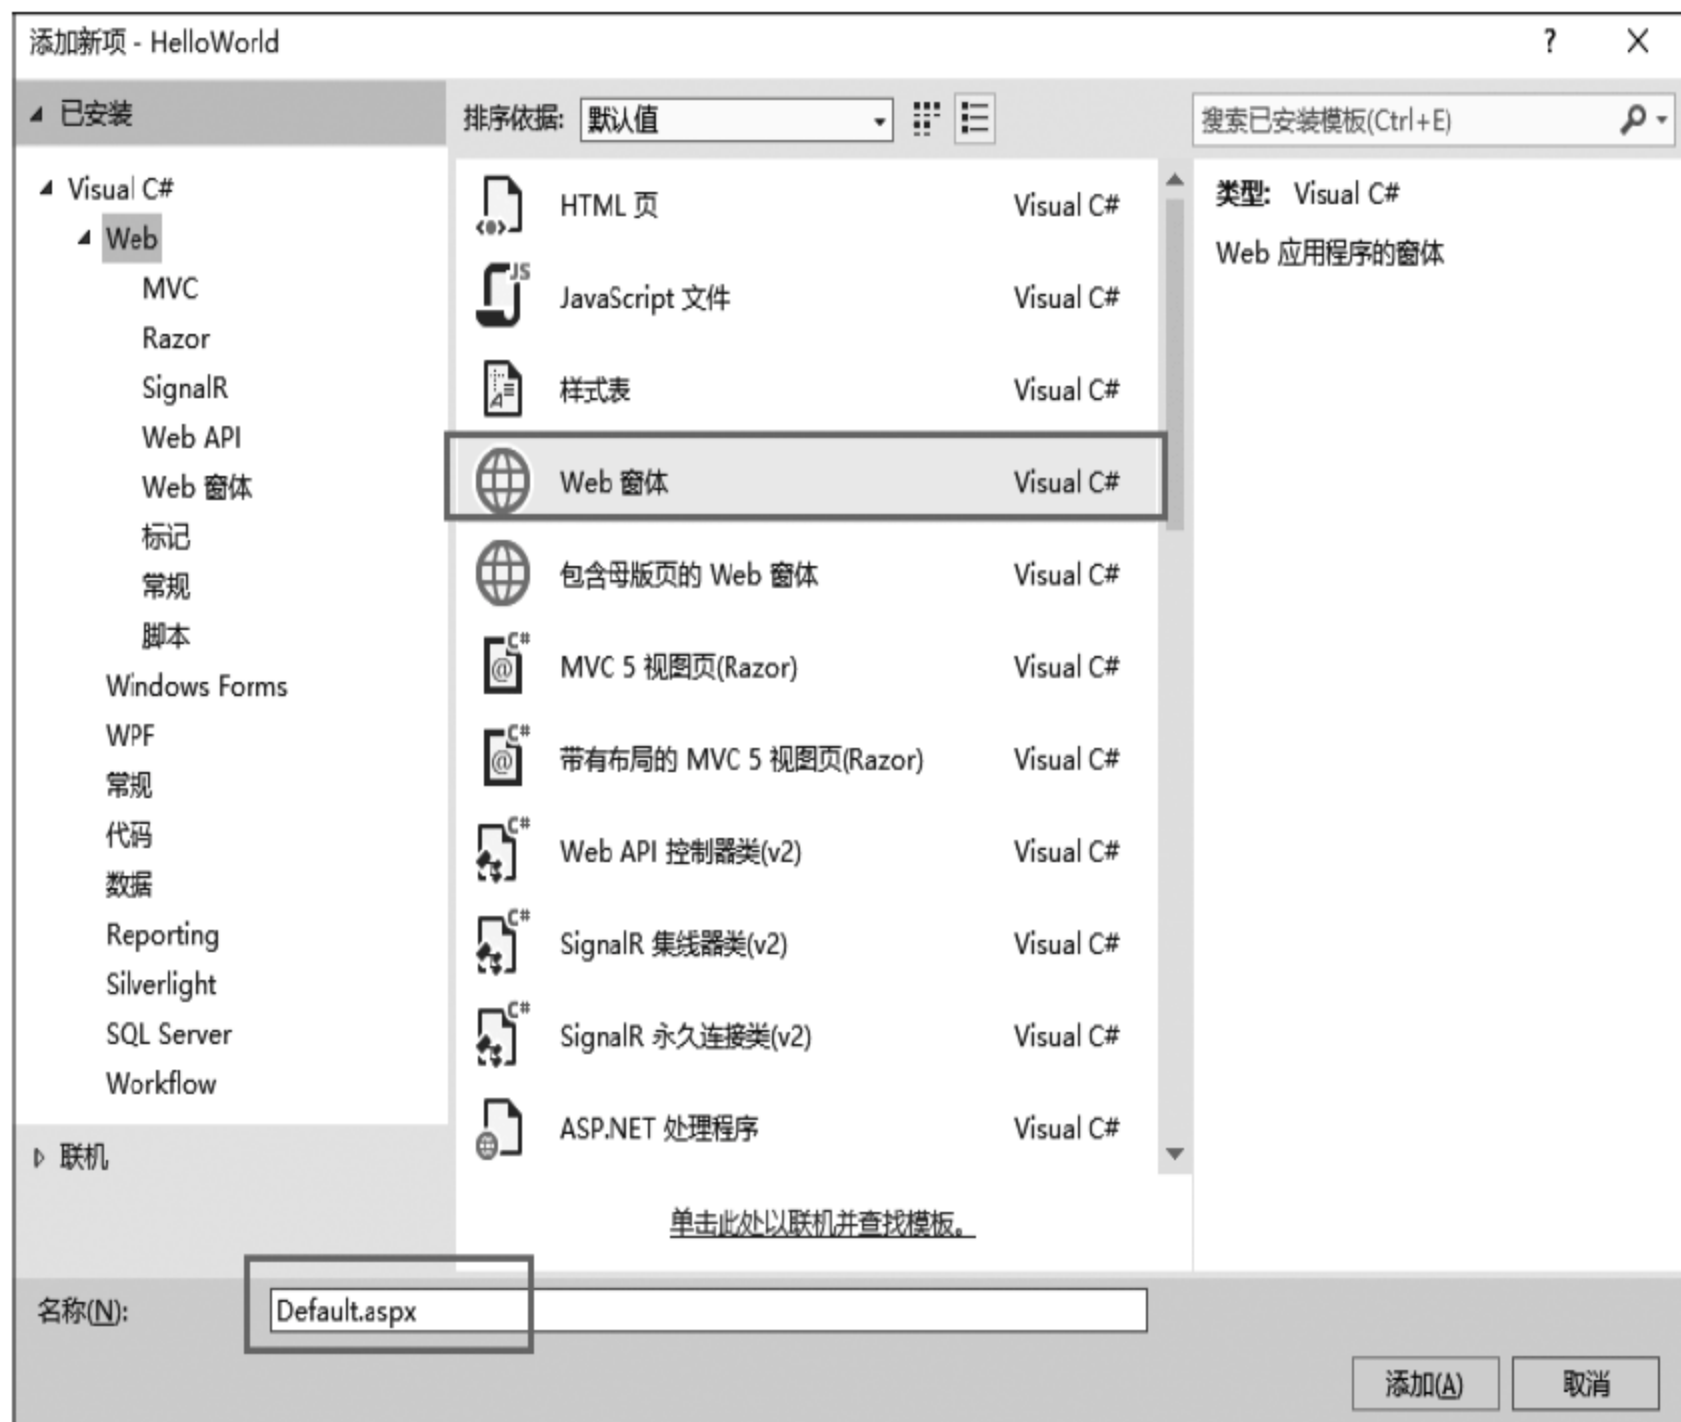 添加新项 - HelloWorld
?
已安装
排序依据: 默认值
搜索已安装模板(Ctrl+E)
Visual C#
Web
MVC
Razor
SignalR
Web API
Web 窗体
标记
常规
脚本
Windows Forms
WPF
常规
代码
数据
Reporting
Silverlight
SQL Server
Workflow
联机
HTML 页 Visual C#
JS
JavaScript 文件 Visual C#
样式表 Visual C#
Web 窗体 Visual C#
包含母版页的 Web 窗体 Visual C#
C#
MVC 5 视图页(Razor) Visual C#
C#
带有布局的 MVC 5 视图页(Razor) Visual C#
C#
Web API 控制器类(v2) Visual C#
C#
SignalR 集线器类(v2) Visual C#
C#
SignalR 永久连接类(v2) Visual C#
ASP.NET 处理程序 Visual C#
单击此处以联机并查找模板。
类型: Visual C#
Web 应用程序的窗体
名称(N): Default.aspx
添加(A) 取消